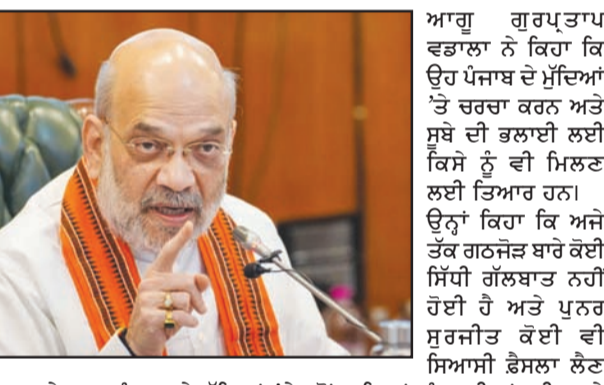 ਆਗੂ ਗੁਰਪ੍ਰਤਾਪ
ਵਡਾਲਾ ਨੇ ਕਿਹਾ ਕਿ
ਉਹ ਪੰਜਾਬ ਦੇ ਮੁੱਦਿਆਂ
’ਤੇ ਚਰਚਾ ਕਰਨ ਅਤੇ
ਸੂਬੇ ਦੀ ਭਲਾਈ ਲਈ
ਕਿਸੇ ਨੂੰ ਵੀ ਮਿਲਣ
ਲਈ ਤਿਆਰ ਹਨ।
ਉਨ੍ਹਾਂ ਕਿਹਾ ਕਿ ਅਜੇ
ਤੱਕ ਗਠਜੋੜ ਬਾਰੇ ਕੋਈ
ਸਿੱਧੀ ਗੱਲਬਾਤ ਨਹੀਂ
ਹੋਈ ਹੈ ਅਤੇ ਪੁਨਰ
ਸੁਰਜੀਤ ਕੋਈ ਵੀ
ਸਿਆਸੀ ਫ਼ੈਸਲਾ ਲੈਣ